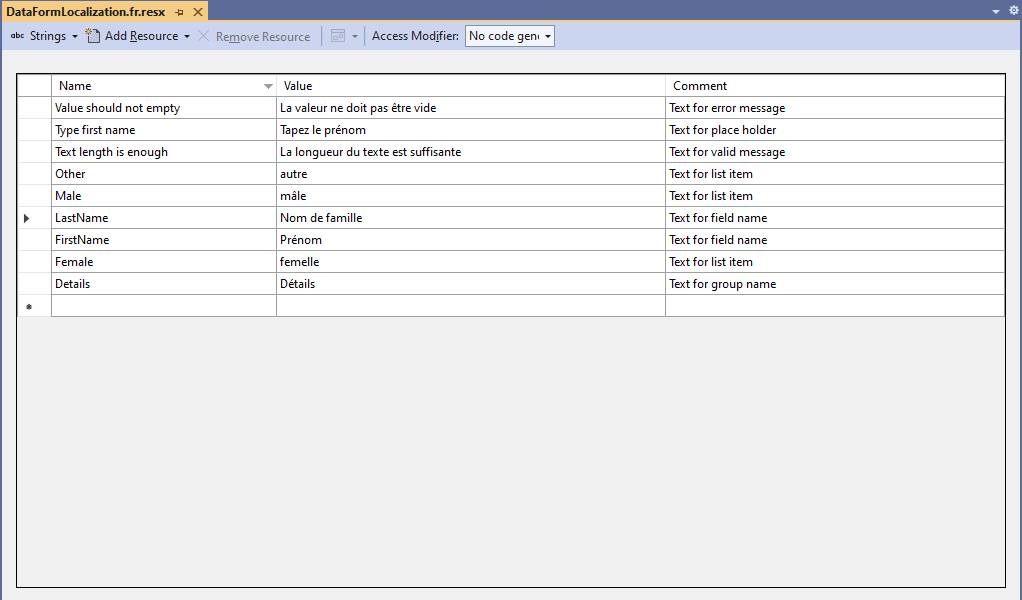 DataFormLocalization.fr.resx
abc Strings Add Resource Remove Resource Access Modifier: No code gen
Name Value Comment
Value should not empty La valeur ne doit pas être vide Text for error message
Type first name Tapez le prénom Text for place holder
Text length is enough La longueur du texte est suffisante Text for valid message
Other autre Text for list item
Male mâle Text for list item
LastName Nom de famille Text for field name
FirstName Prénom Text for field name
Female femelle Text for list item
Details Détails Text for group name